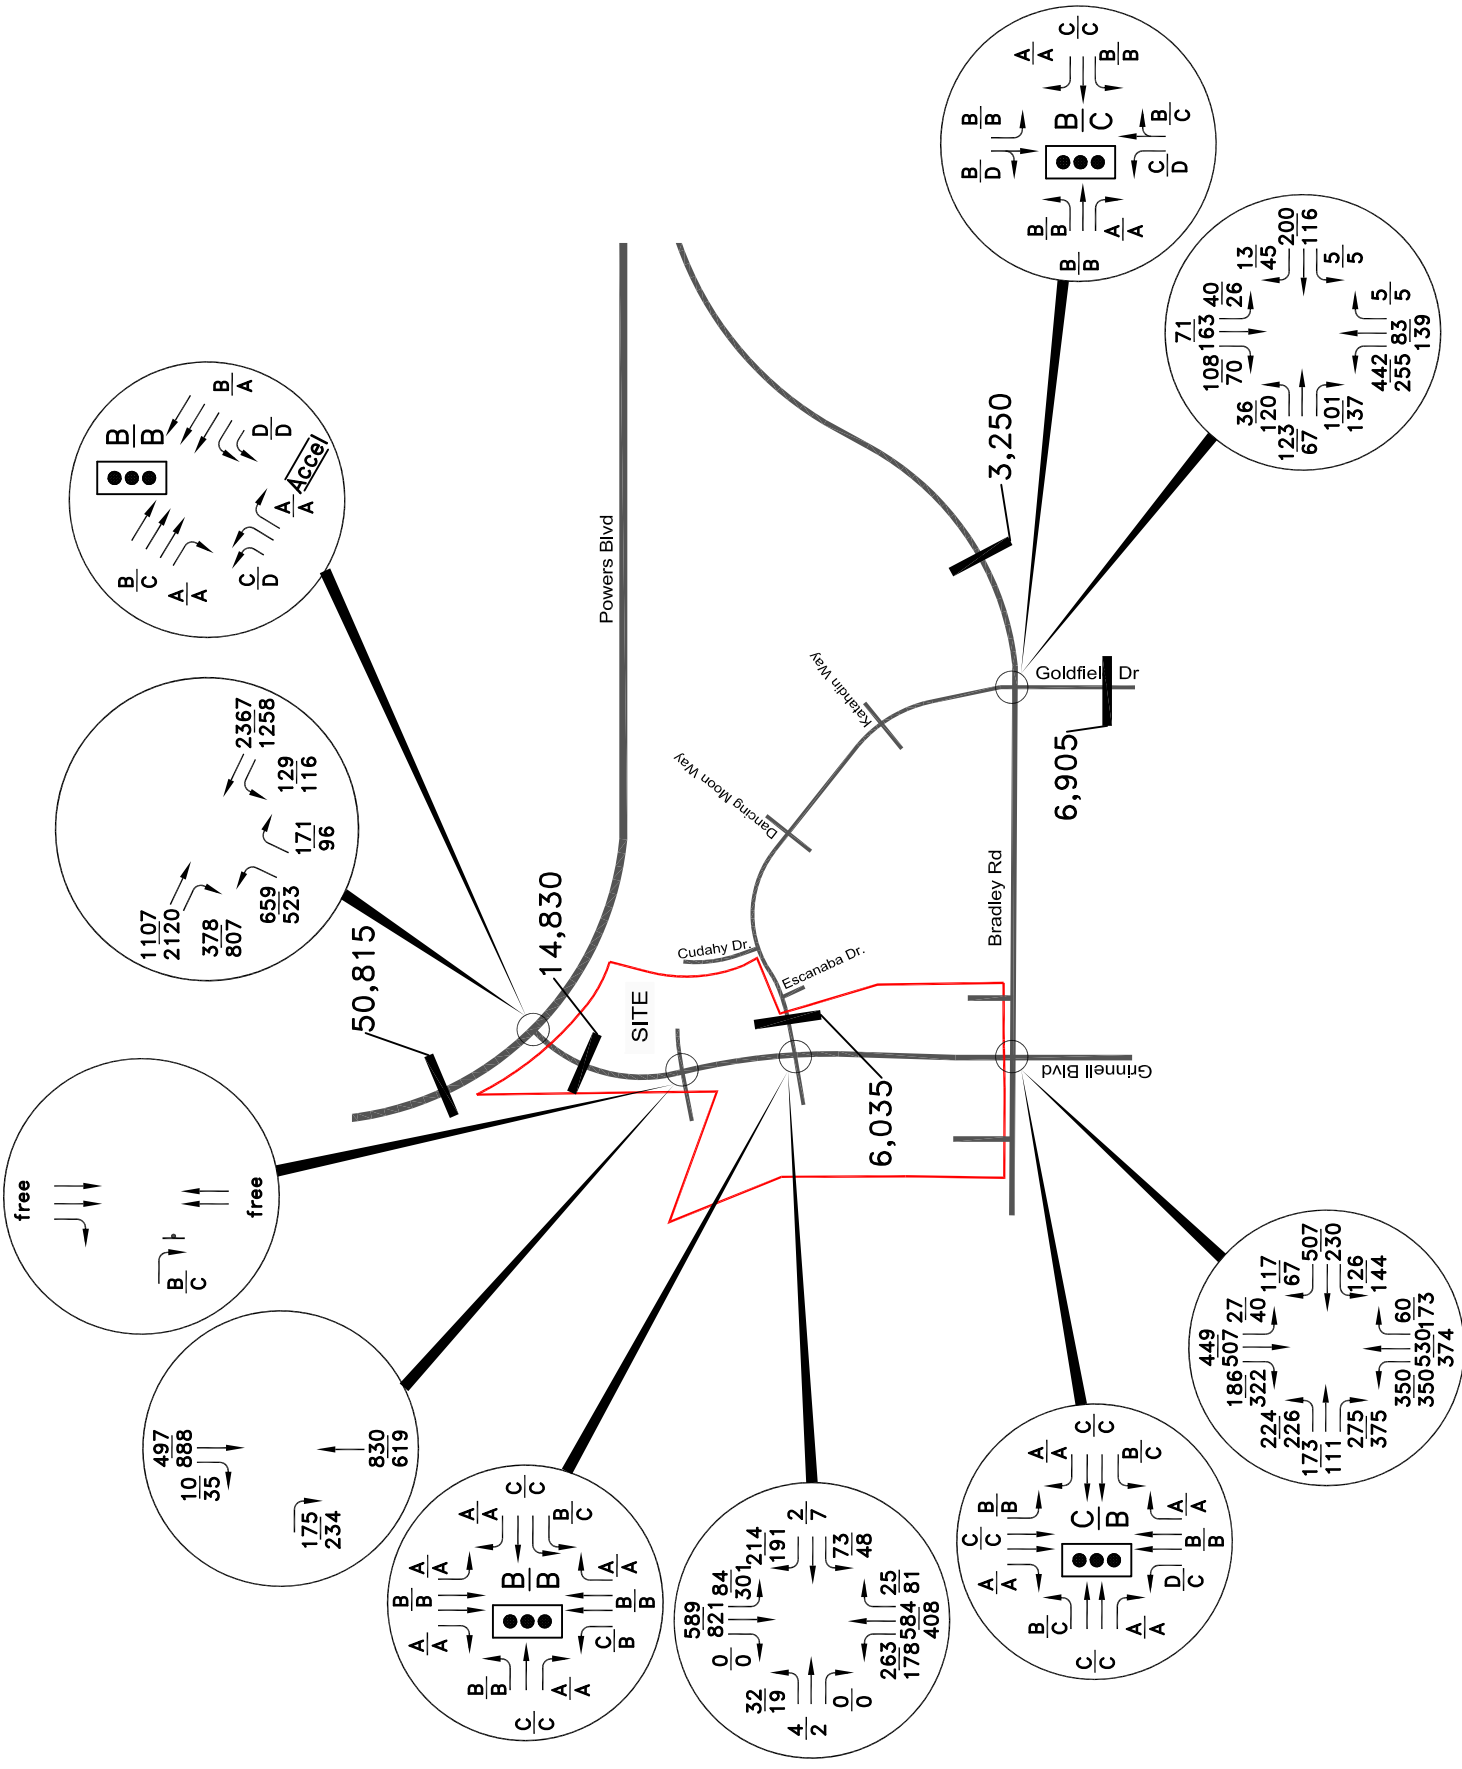 C|C
A|A
B|B
B|B
B|C
B|C
B|D
C|D
B|B
A|A
B|B
200
116
13
45
5
5
40
26
5
5
71
163
83
139
108
70
442
255
36
120
101
137
123
67
B|A
B|B
D|D
Accel
A|A
B|C
A|A
C|D
2367
1258
129
116
171
96
1107
2120
378
807
659
523
50,815
14,830
3,250
6,905
6,035
Powers Blvd
Katahdin Way
Dancing Moon Way
Goldfield Dr
Bradley Rd
Cudahy Dr.
Escanaba Dr.
SITE
Grinnell Blvd
free
free
B|C
497
888
10
35
830
619
175
234
C|C
A|A
B|C
A|A
A|A
B|B
B|B
B|B
A|A
C|B
B|B
A|A
C|C
2
7
214
191
73
48
84
301
25
81
589
821
584
408
0
0
263
178
32
19
0
0
4
2
C|C
A|A
B|C
B|B
A|A
C|C
C|B
B|B
A|A
D|C
B|C
A|A
C|C
507
230
117
67
126
144
27
40
60
173
449
507
530
374
186
322
350
350
224
226
275
375
173
111